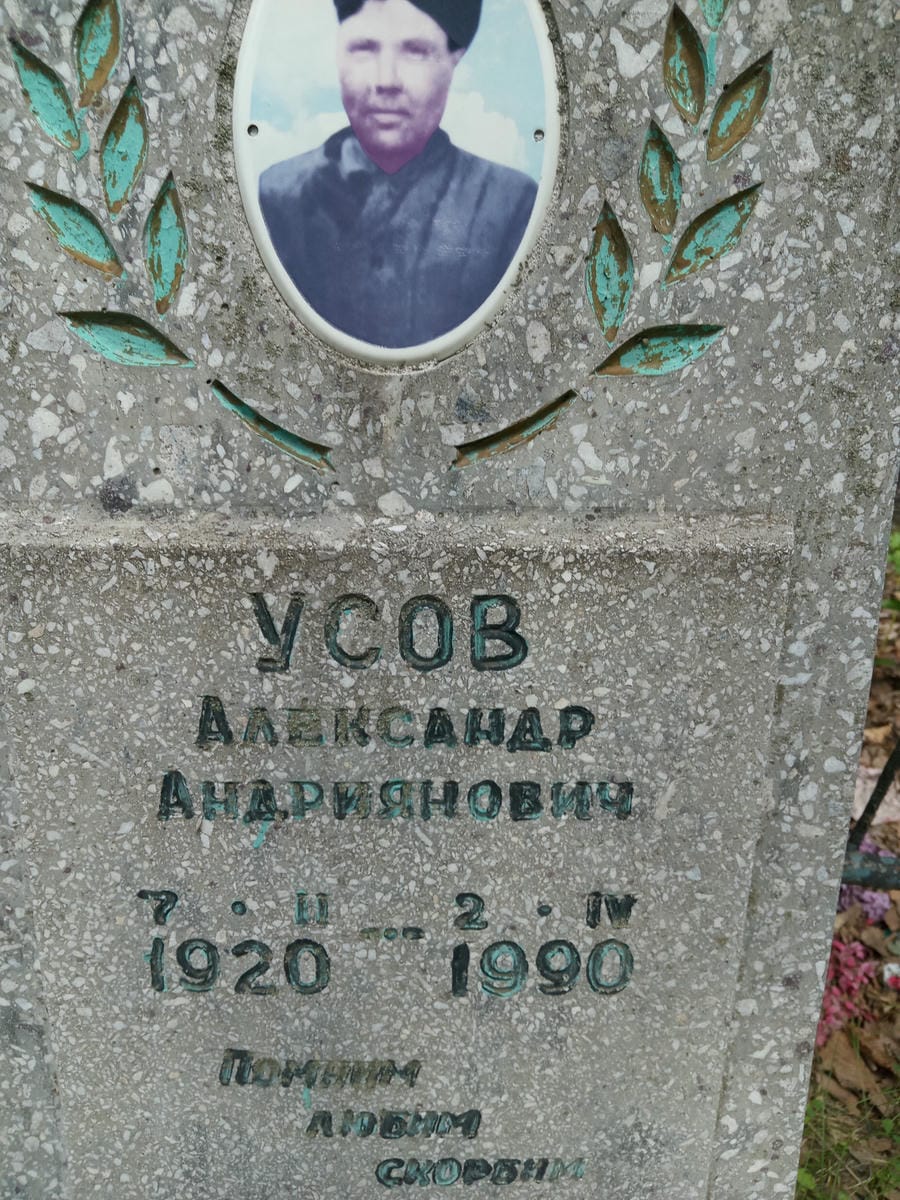 УСОВ
АЛЕКСАНДР
АНДРИЯНОВИЧ
7 • II — 2 • IV
1920 1990
ПОМНИМ
ЛЮБИМ
СКОРБИМ